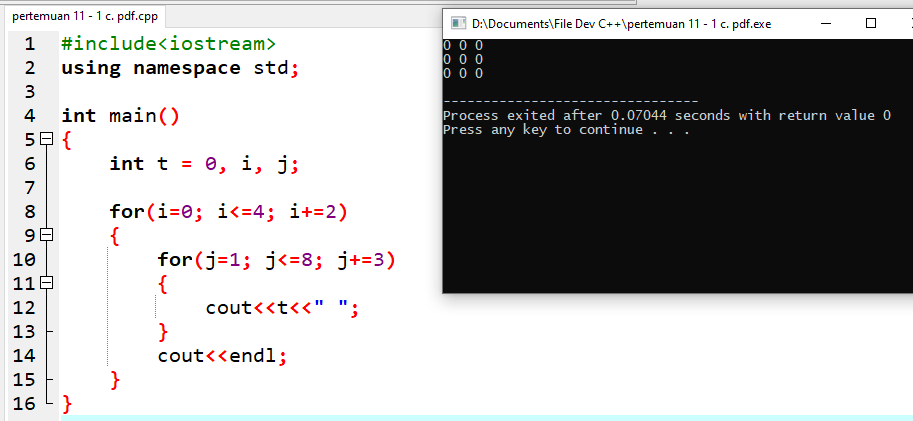 pertemuan 11 - 1 c. pdf.cpp
1 #include<iostream>
2 using namespace std;
3
4 int main()
5 {
6 int t = 0, i, j;
7
8 for(i=0; i<=4; i+=2)
9 {
10 for(j=1; j<=8; j+=3)
11 {
12 cout<<t<<" ";
13 }
14 cout<<endl;
15 }
16 }
D:\Documents\File Dev C++\pertemuan 11 - 1 c. pdf.exe
0 0 0
0 0 0
0 0 0
--------------------------------
Process exited after 0.07044 seconds with return value 0
Press any key to continue . . .